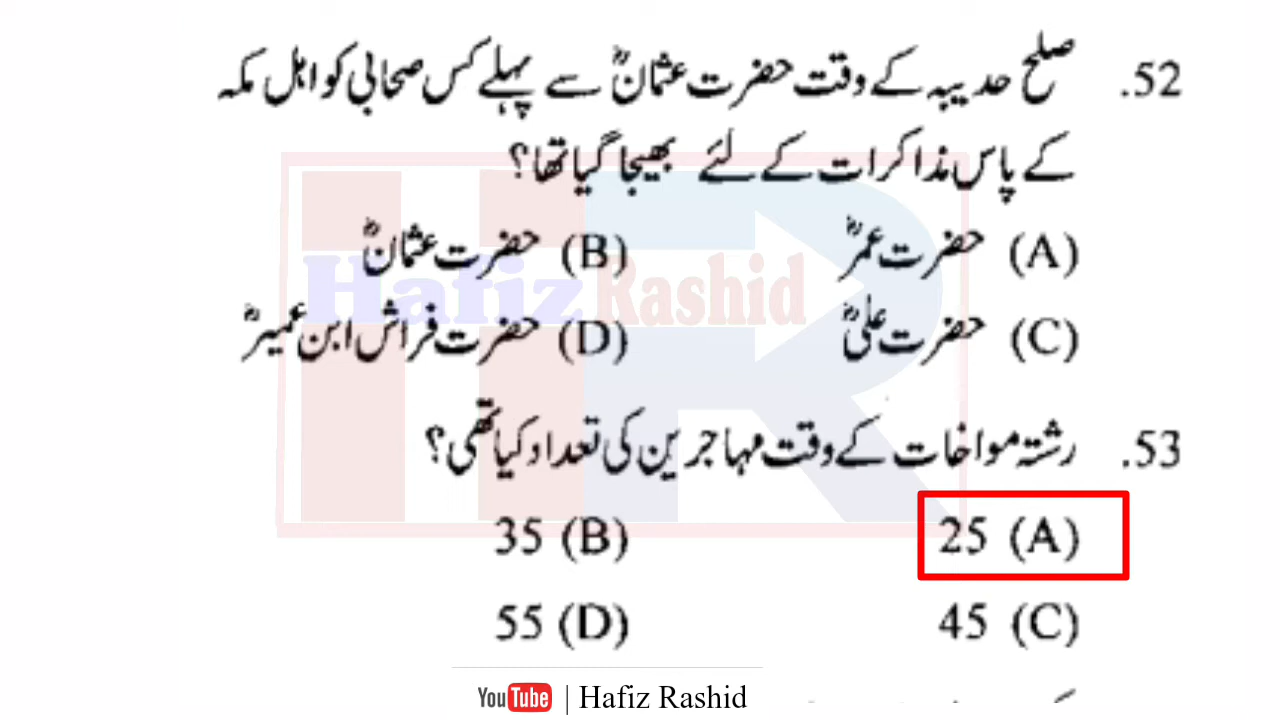 52. صلح حدیبیہ کے وقت حضرت عثمانؓ سے پہلے کس صحابی کو اہل مکہ
کے پاس مذاکرات کے لئے بھیجا گیا تھا؟
(A) حضرت عمرؓ (B) حضرت عثمانؓ
Hafiz Rashid
(C) حضرت علیؓ (D) حضرت فراش ابن عمیرؓ
53. رشتہ مواخات کے وقت مہاجرین کی تعداد کیا تھی؟
(A) 25 (B) 35
(C) 45 (D) 55
YouTube | Hafiz Rashid